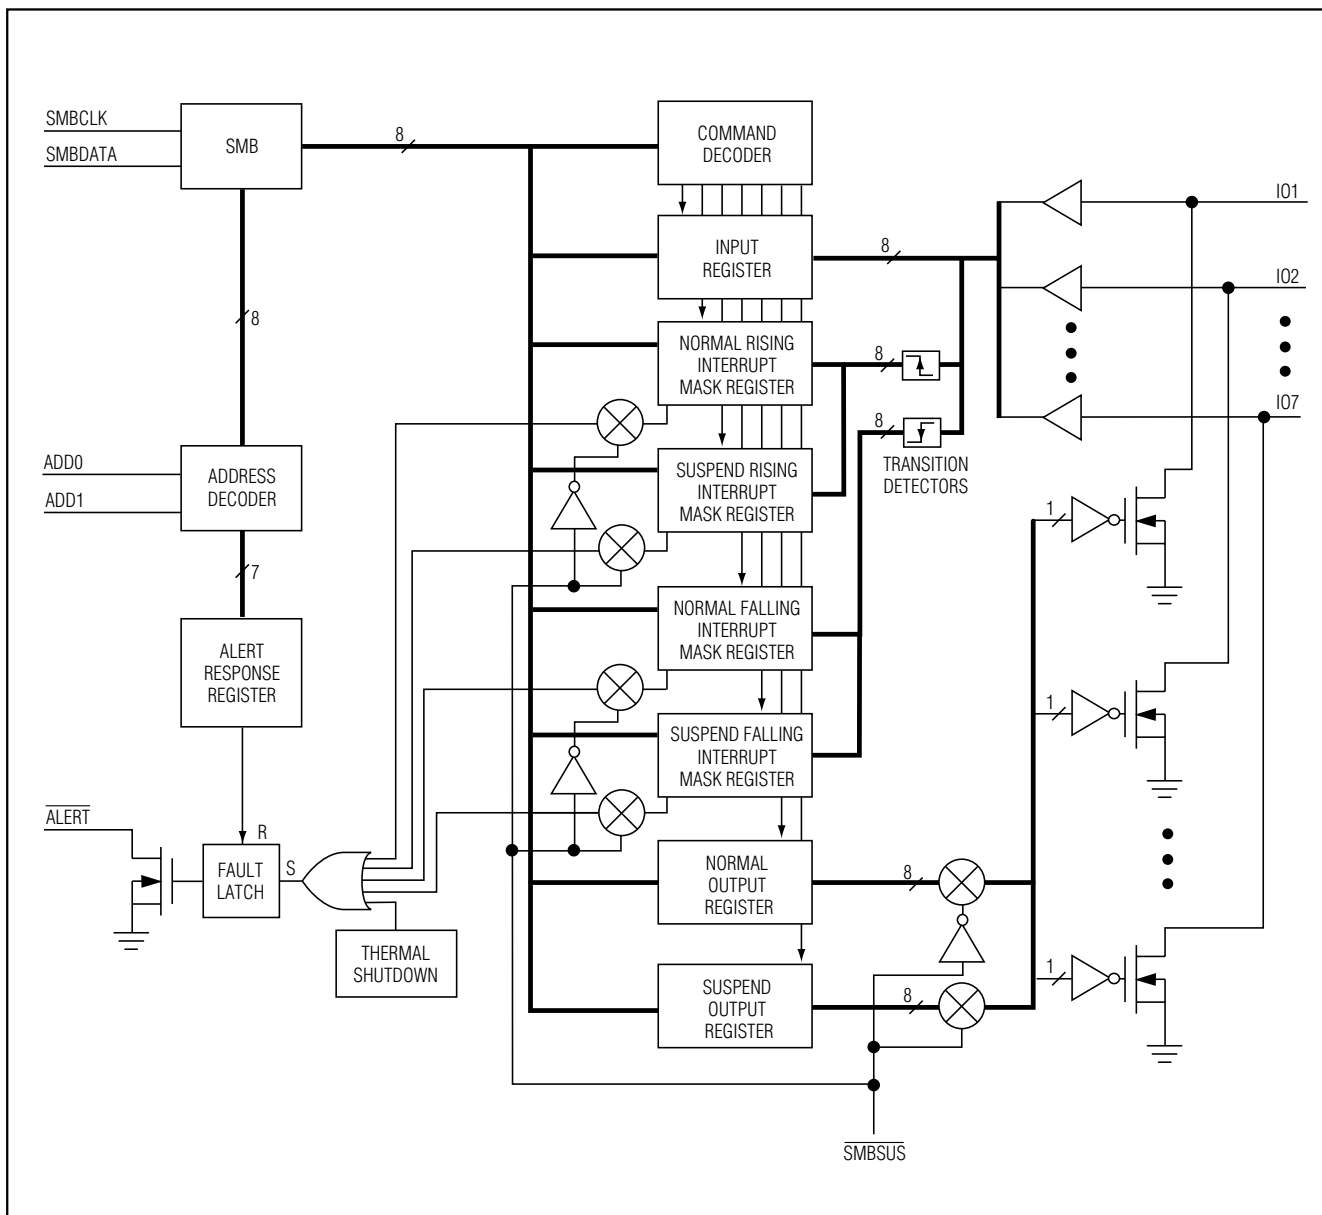 SMBCLK
SMBDATA
SMB
8
COMMAND
DECODER
IO1
INPUT
REGISTER
8
IO2
8
NORMAL RISING
INTERRUPT
MASK REGISTER
8
IO7
8
TRANSITION
DETECTORS
ADD0
ADD1
ADDRESS
DECODER
SUSPEND RISING
INTERRUPT
MASK REGISTER
1
7
NORMAL FALLING
INTERRUPT
MASK REGISTER
ALERT
RESPONSE
REGISTER
1
SUSPEND FALLING
INTERRUPT
MASK REGISTER
ALERT
R
S
FAULT
LATCH
NORMAL
OUTPUT
REGISTER
8
THERMAL
SHUTDOWN
1
SUSPEND
OUTPUT
REGISTER
8
SMBSUS